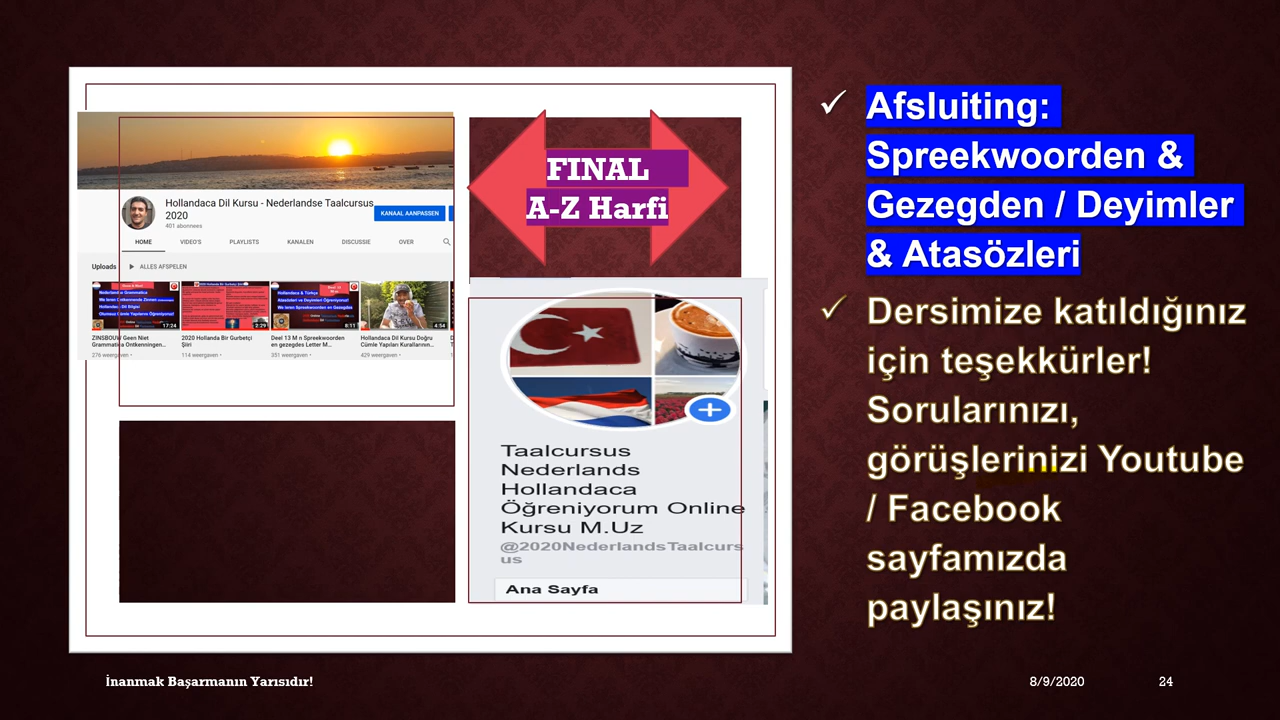 Hollandaca Dil Kursu - Nederlandse Taalcursus
2020
401 abonnees
KANAAL AANPASSEN
HOME VIDEO'S PLAYLISTS KANALEN DISCUSSIE OVER
Uploads ALLES AFSPELEN
17:24 2:29 8:11 4:54
ZINSBOUW Geen Niet
Grammatica Ontkenningen...
276 weergaven •
2020 Hollanda Bir Gurbetçi
Şiiri
114 weergaven •
Deel 13 M n Spreekwoorden
en gezegdes Letter M...
351 weergaven •
Hollandaca Dil Kursu Doğru
Cümle Yapıları Kurallarının...
429 weergaven •
FINAL
A-Z Harfi
Taalcursus
Nederlands
Hollandaca
Öğreniyorum Online
Kursu M.Uz
@2020NederlandsTaalcurs
us
Ana Sayfa
Afsluiting:
Spreekwoorden &
Gezegden / Deyimler
& Atasözleri
Dersimize katıldığınız
için teşekkürler!
Sorularınızı,
görüşlerinizi Youtube
/ Facebook
sayfamızda
paylaşınız!
İnanmak Başarmanın Yarısıdır!
8/9/2020
24